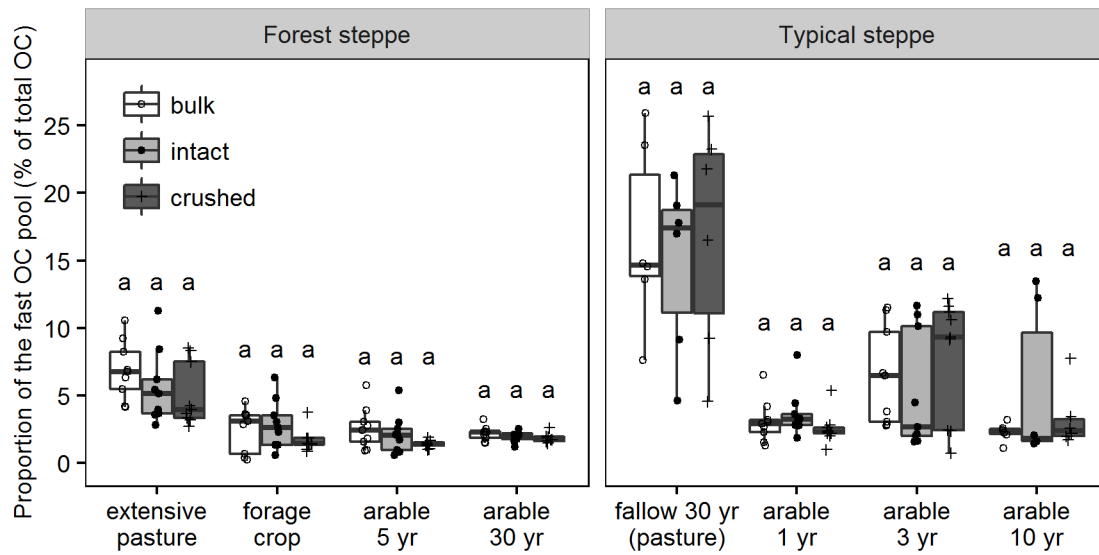 Forest steppe
Typical steppe
Proportion of the fast OC pool (% of total OC)
25
20
15
10
5
0
bulk
intact
crushed
a a a
a a a
a a a
a a a
a a a
a a a
a a a
a a a
extensive
pasture
forage
crop
arable
5 yr
arable
30 yr
fallow 30 yr
(pasture)
arable
1 yr
arable
3 yr
arable
10 yr